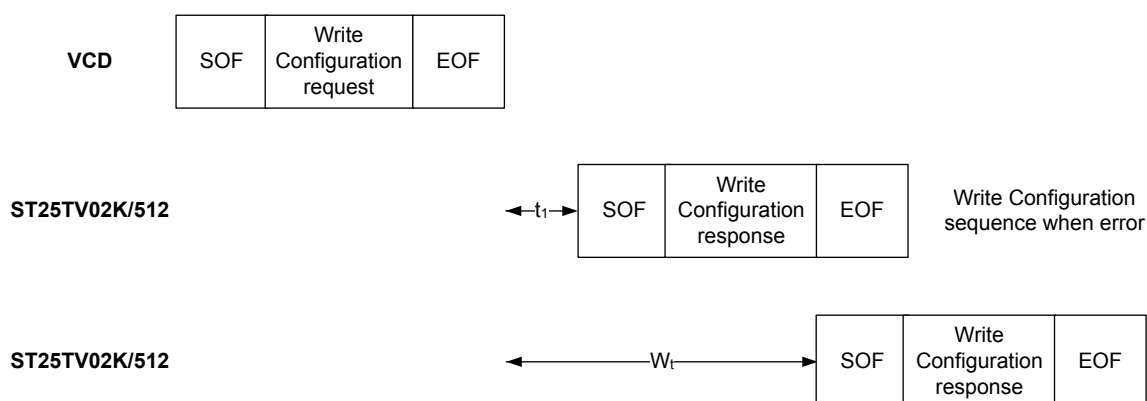 VCD
SOF
Write
Configuration
request
EOF
ST25TV02K/512
t1
SOF
Write
Configuration
response
EOF
Write Configuration
sequence when error
ST25TV02K/512
Wt
SOF
Write
Configuration
response
EOF